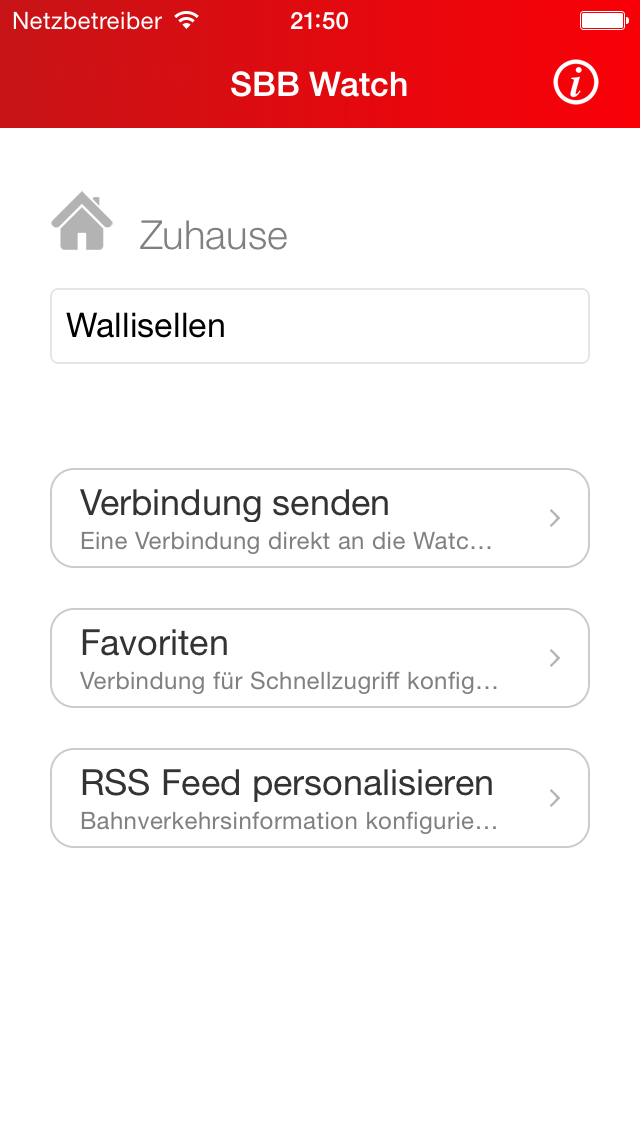 Netzbetreiber 21:50
SBB Watch
Zuhause
Wallisellen
Verbindung senden
Eine Verbindung direkt an die Watc...
Favoriten
Verbindung für Schnellzugriff konfig...
RSS Feed personalisieren
Bahnverkehrsinformation konfigurie...